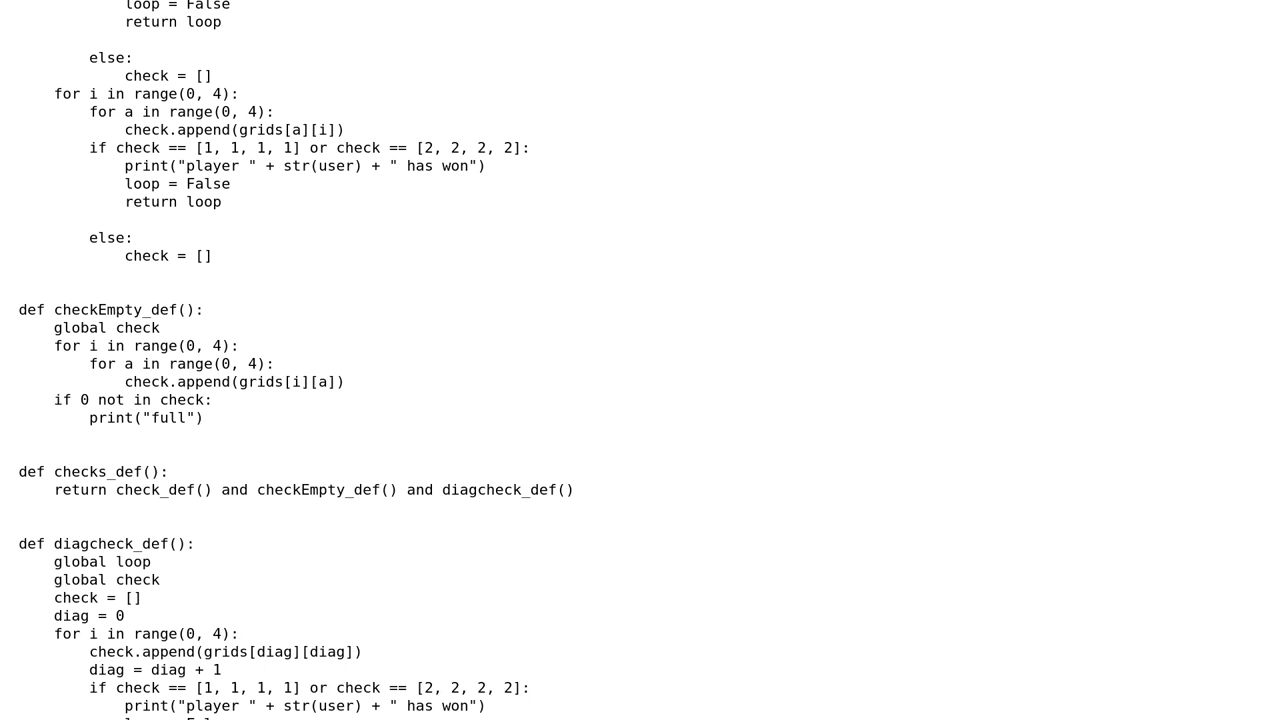 loop = False
return loop
else:
check = []
for i in range(0, 4):
for a in range(0, 4):
check.append(grids[a][i])
if check == [1, 1, 1, 1] or check == [2, 2, 2, 2]:
print("player " + str(user) + " has won")
loop = False
return loop
else:
check = []
def checkEmpty_def():
global check
for i in range(0, 4):
for a in range(0, 4):
check.append(grids[i][a])
if 0 not in check:
print("full")
def checks_def():
return check_def() and checkEmpty_def() and diagcheck_def()
def diagcheck_def():
global loop
global check
check = []
diag = 0
for i in range(0, 4):
check.append(grids[diag][diag])
diag = diag + 1
if check == [1, 1, 1, 1] or check == [2, 2, 2, 2]:
print("player " + str(user) + " has won")